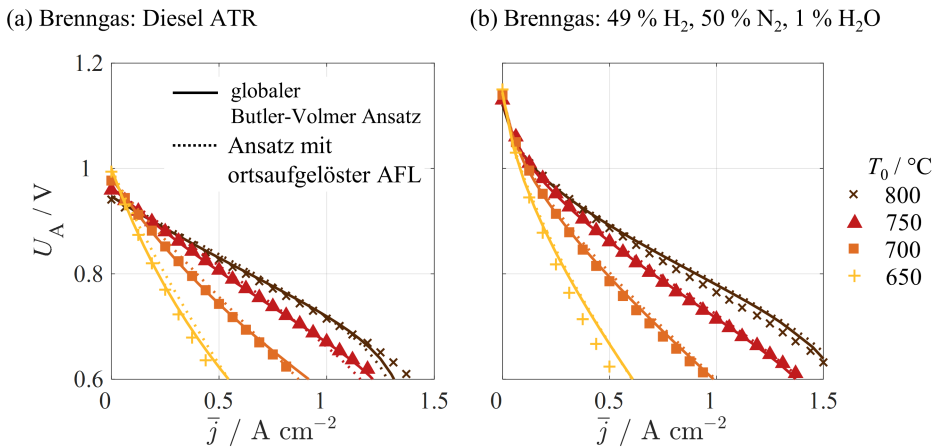 (a) Brenngas: Diesel ATR
(b) Brenngas: 49 % H₂, 50 % N₂, 1 % H₂O
1.2
1
0.8
0.6
U_A / V
globaler
Butler-Volmer Ansatz
Ansatz mit
ortsaufgelöster AFL
0
0.5
1
1.5
j̅ / A cm⁻²
0
0.5
1
1.5
j̅ / A cm⁻²
T₀ / °C
800
750
700
650